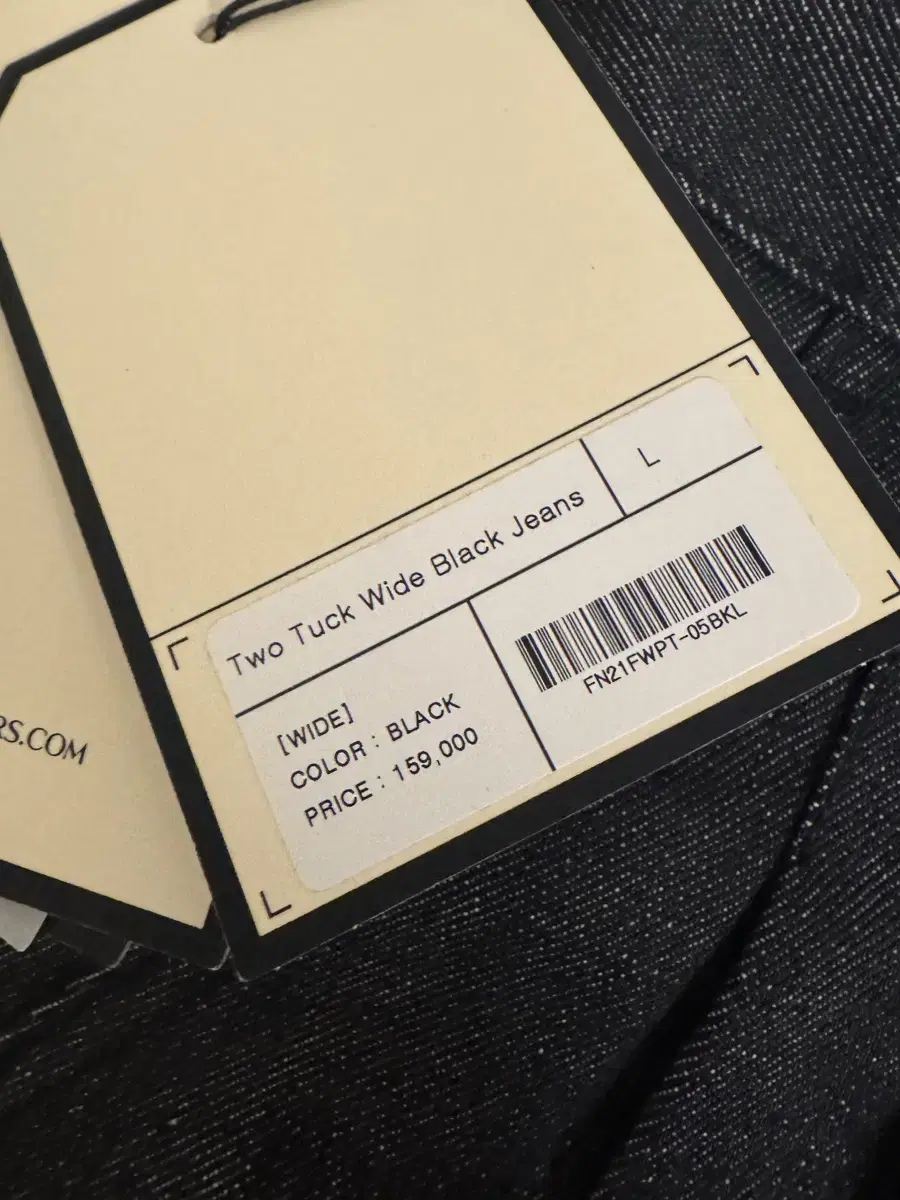 Two Tuck Wide Black Jeans
L
[WIDE]
COLOR : BLACK
PRICE : 159,000
FN21FWPT-05BKL
RS.COM